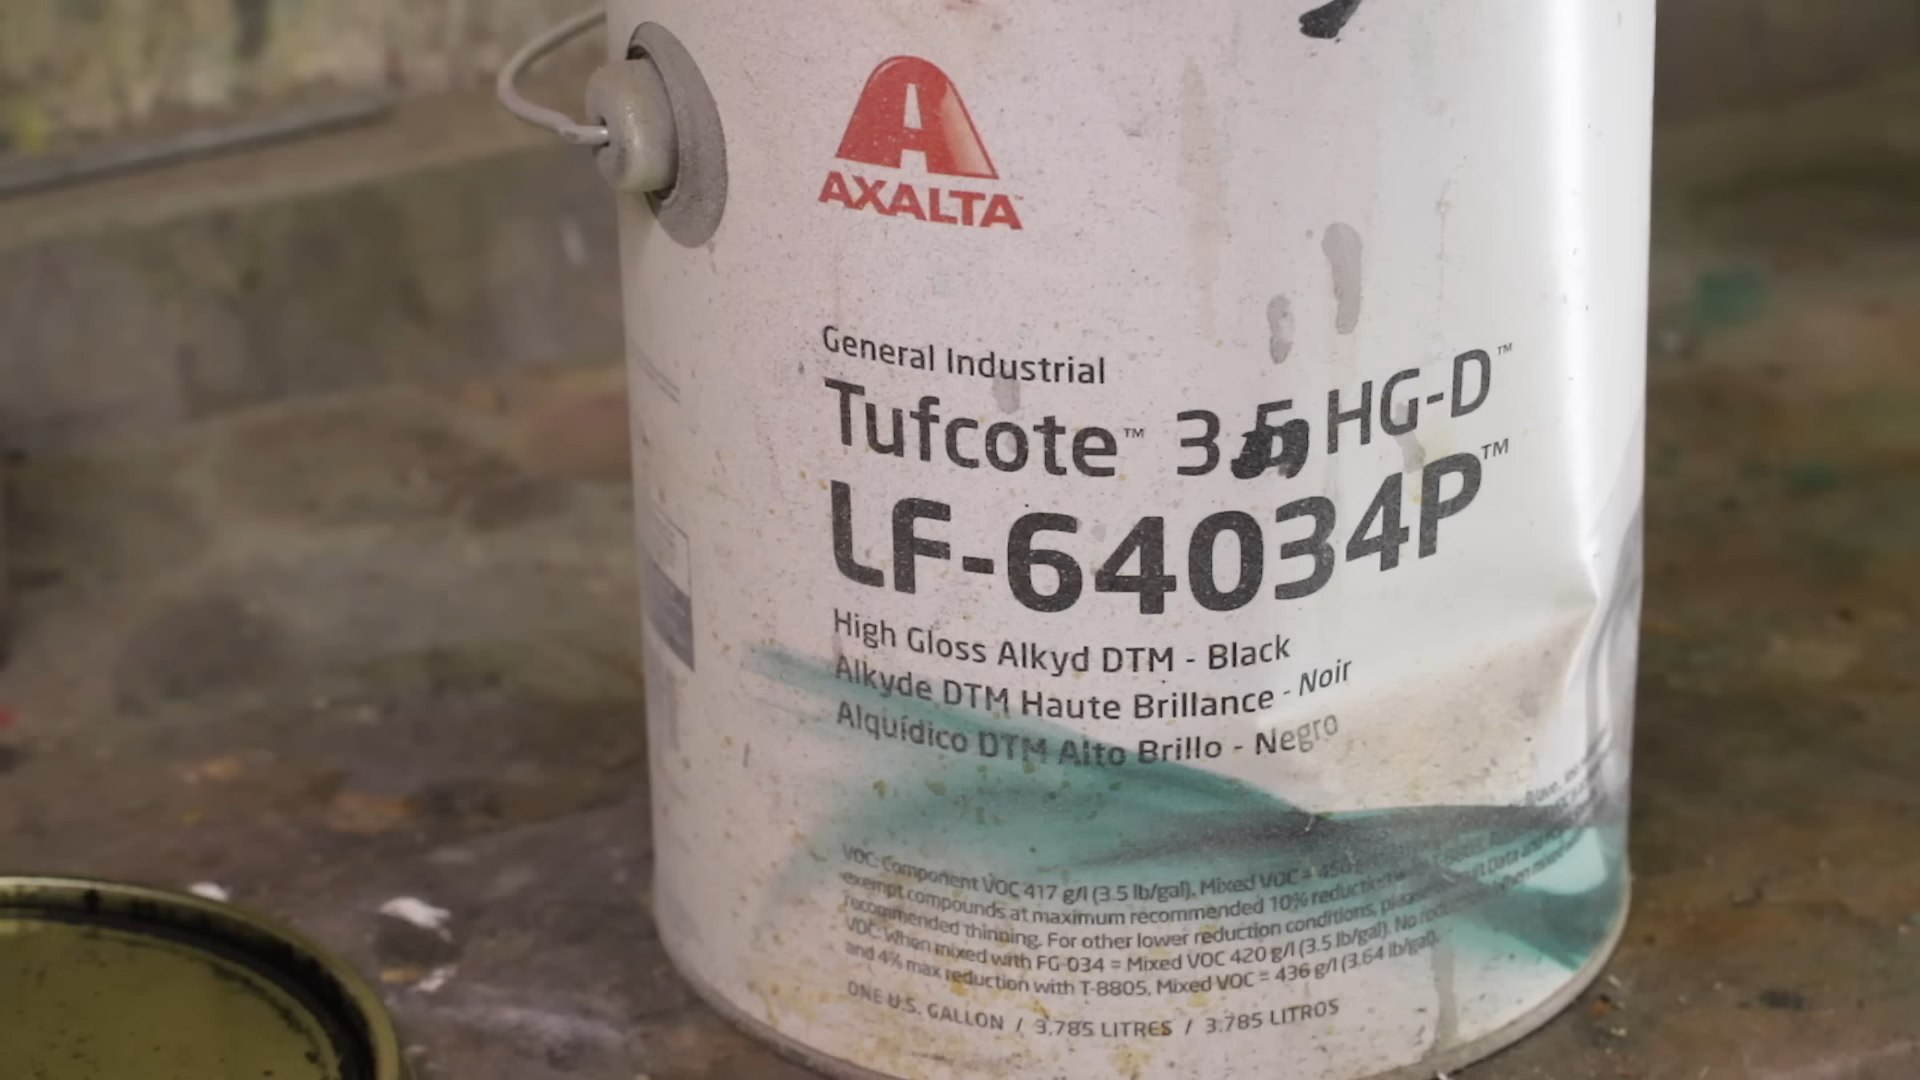 AXALTA
General Industrial
Tufcote™ 3.5 HG-D™
LF-64034P™
High Gloss Alkyd DTM - Black
Alkyde DTM Haute Brillance - Noir
Alquídico DTM Alto Brillo - Negro
VOC: Component VOC 417 g/l (3.5 lb/gal), Mixed VOC =
exempt compounds at maximum recommended 10% reduction
recommended thinning. For other lower reduction conditions, please
VOC: When mixed with FG-034 = Mixed VOC 420 g/l (3.5 lb/gal). No
and 4% max reduction with T-8805, Mixed VOC = 436 g/l (3.64 lb/gal).
ONE U.S. GALLON / 3,785 LITRES / 3.785 LITROS